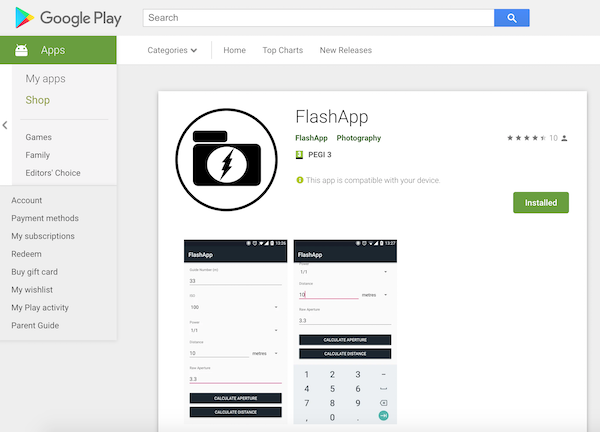 Google Play
Search
Apps
Categories Home Top Charts New Releases
My apps
Shop
Games
Family
Editors' Choice
Account
Payment methods
My subscriptions
Redeem
Buy gift card
My wishlist
My Play activity
Parent Guide
FlashApp
FlashApp Photography
10
PEGI 3
This app is compatible with your device.
Installed
13:26
FlashApp
Guide Number (m)
33
ISO
100
Power
1/1
Distance
10 metres
Raw Aperture
3.3
CALCULATE APERTURE
CALCULATE DISTANCE
13:27
FlashApp
Power
1/1
Distance
10 metres
Raw Aperture
3.3
CALCULATE APERTURE
CALCULATE DISTANCE
1 2 3 –
4 5 6
7 8 9
0